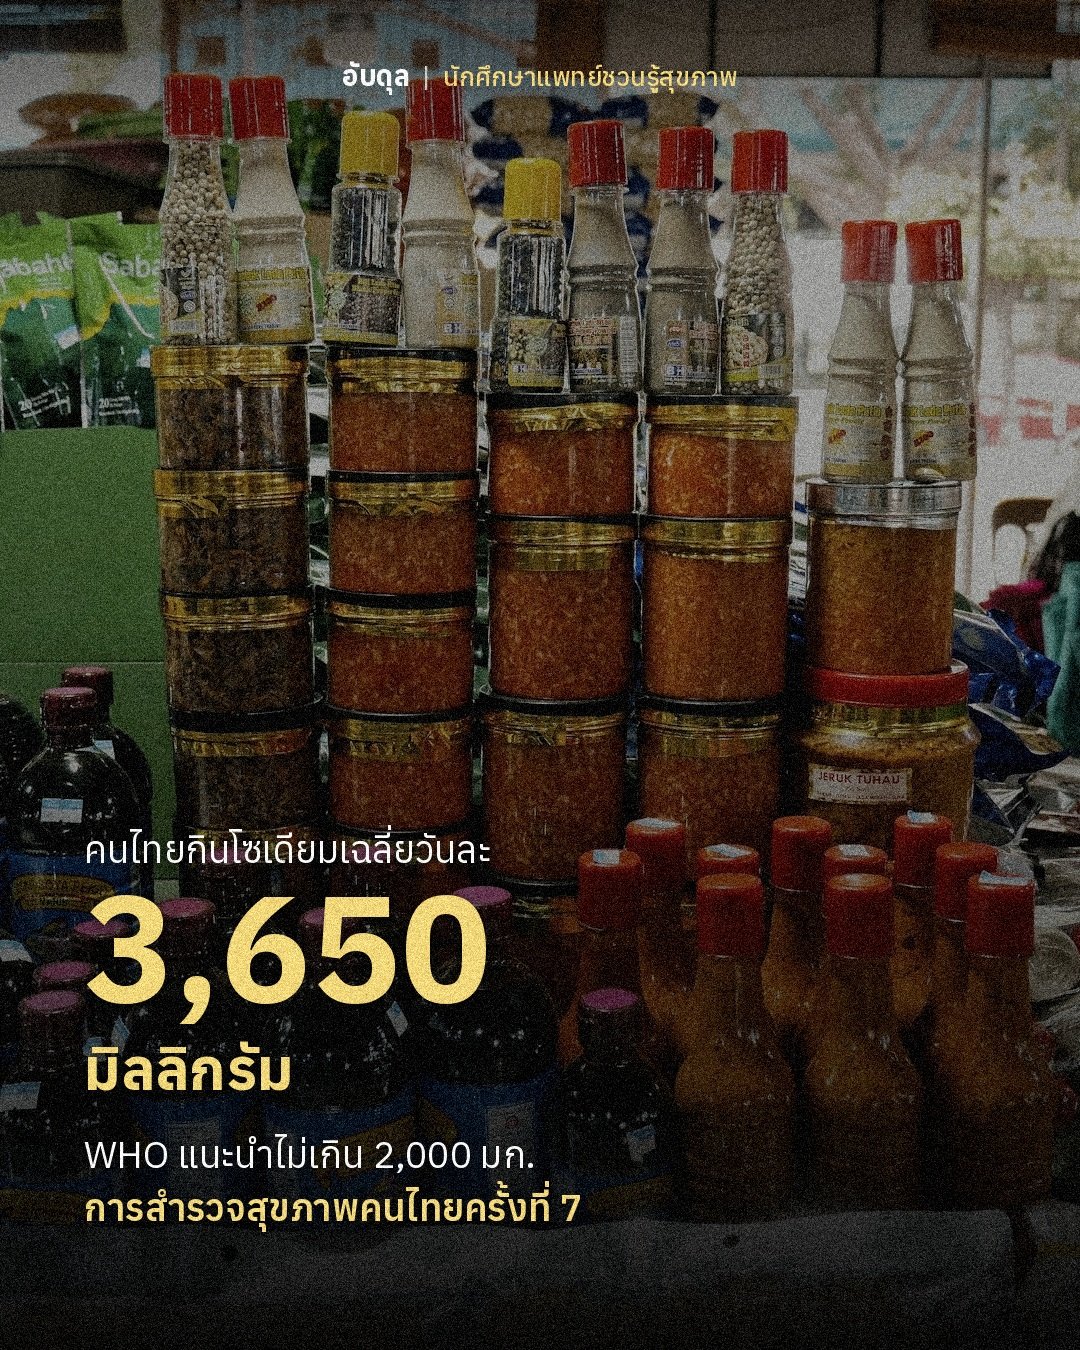 อับดุล | นักศึกษาแพทย์ชวนรู้สุขภาพ
JERUK TUHAU
คนไทยกินโซเดียมเฉลี่ยวันละ
3,650
มิลลิกรัม
WHO แนะนำไม่เกิน 2,000 มก.
การสำรวจสุขภาพคนไทยครั้งที่ 7